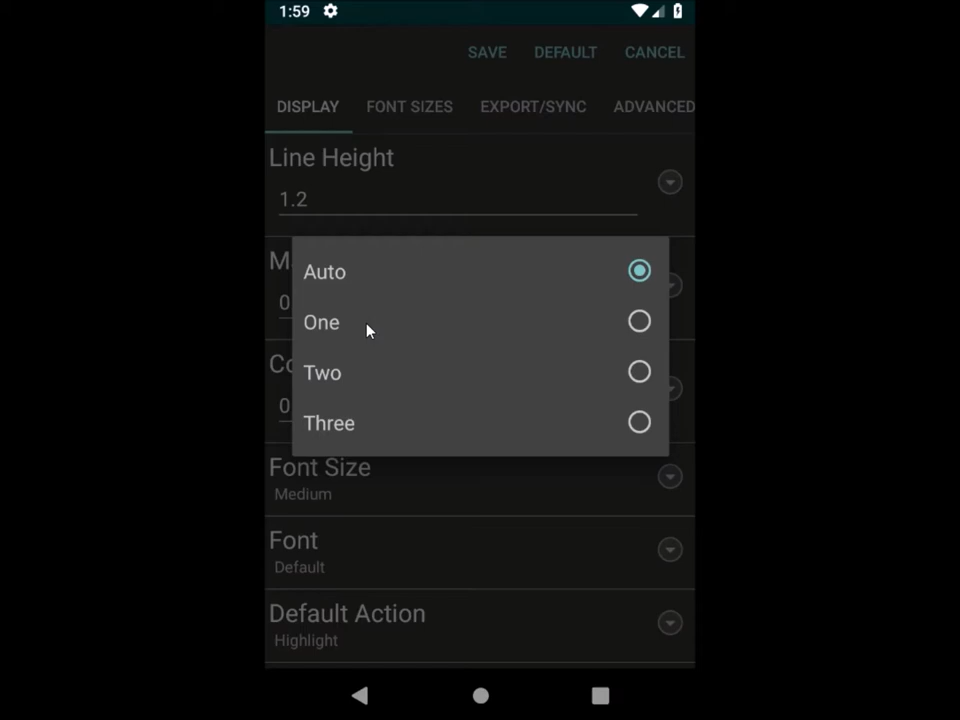 1:59
SAVE DEFAULT CANCEL
DISPLAY FONT SIZES EXPORT/SYNC ADVANCED
Line Height
1.2
Auto
One
Two
Three
Font Size
Medium
Font
Default
Default Action
Highlight